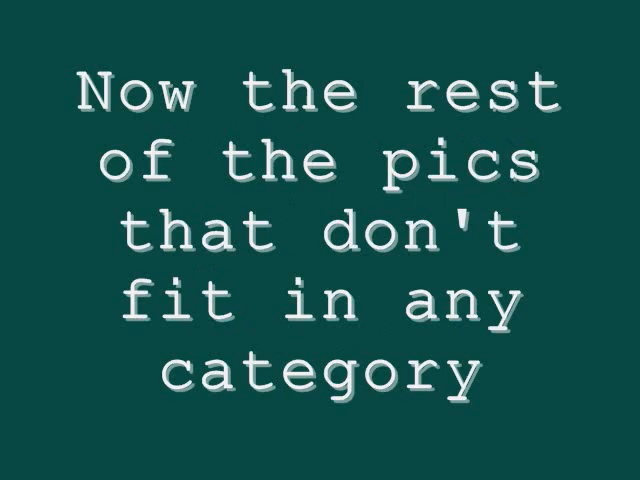 Now the rest
of the pics
that don't
fit in any
category